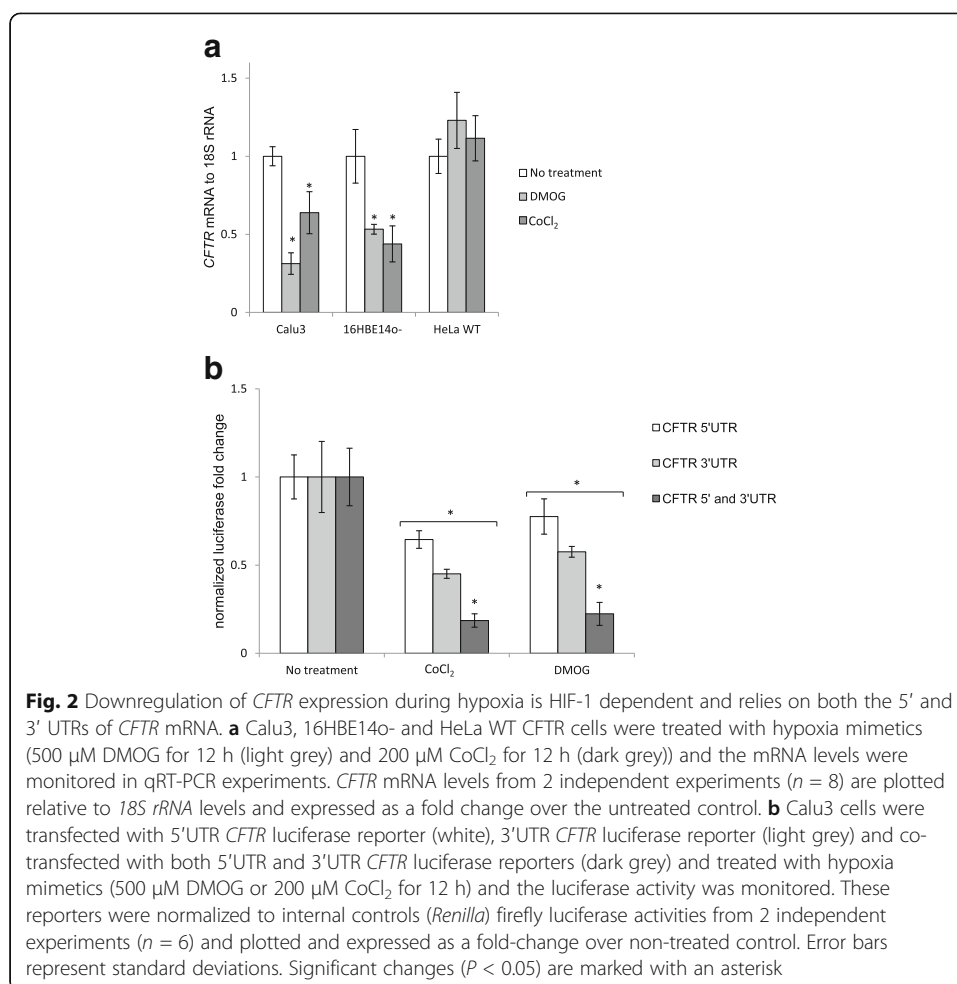 a
1.5
1
0.5
0
CFTR mRNA to 18S rRNA
*
*
*
*
Calu3
16HBE14o-
HeLa WT
No treatment
DMOG
CoCl₂
b
1.5
1
0.5
0
normalized luciferase fold change
*
*
*
*
No treatment
CoCl₂
DMOG
CFTR 5'UTR
CFTR 3'UTR
CFTR 5' and 3'UTR
Fig. 2 Downregulation of CFTR expression during hypoxia is HIF-1 dependent and relies on both the 5′ and
3′ UTRs of CFTR mRNA. a Calu3, 16HBE14o- and HeLa WT CFTR cells were treated with hypoxia mimetics
(500 μM DMOG for 12 h (light grey) and 200 μM CoCl₂ for 12 h (dark grey)) and the mRNA levels were
monitored in qRT-PCR experiments. CFTR mRNA levels from 2 independent experiments (n = 8) are plotted
relative to 18S rRNA levels and expressed as a fold change over the untreated control. b Calu3 cells were
transfected with 5′UTR CFTR luciferase reporter (white), 3′UTR CFTR luciferase reporter (light grey) and co-
transfected with both 5′UTR and 3′UTR CFTR luciferase reporters (dark grey) and treated with hypoxia
mimetics (500 μM DMOG or 200 μM CoCl₂ for 12 h) and the luciferase activity was monitored. These
reporters were normalized to internal controls (Renilla) firefly luciferase activities from 2 independent
experiments (n = 6) and plotted and expressed as a fold-change over non-treated control. Error bars
represent standard deviations. Significant changes (P < 0.05) are marked with an asterisk